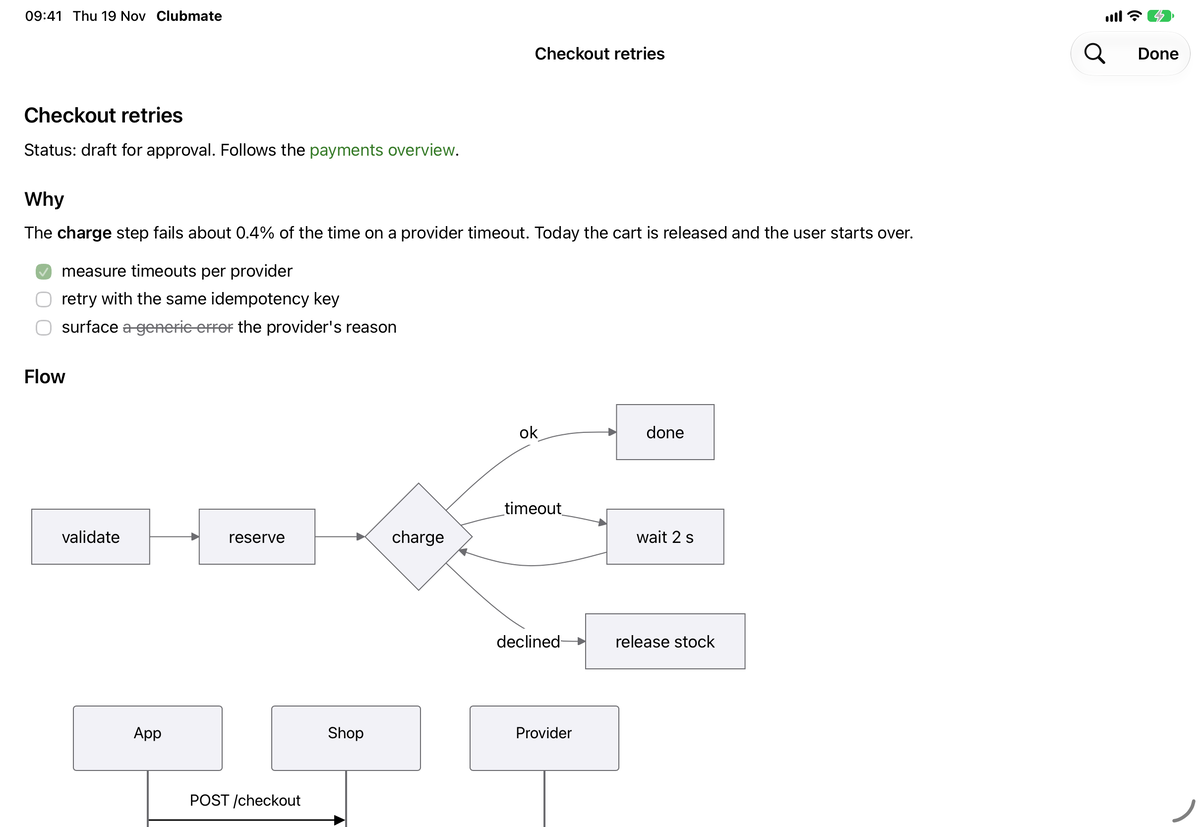 09:41 Thu 19 Nov Clubmate
Checkout retries
Done
Checkout retries
Status: draft for approval. Follows the payments overview.
Why
The charge step fails about 0.4% of the time on a provider timeout. Today the cart is released and the user starts over.
measure timeouts per provider
retry with the same idempotency key
surface a generic error the provider's reason
Flow
ok
done
timeout
validate
reserve
charge
wait 2 s
declined
release stock
App
Shop
Provider
POST /checkout